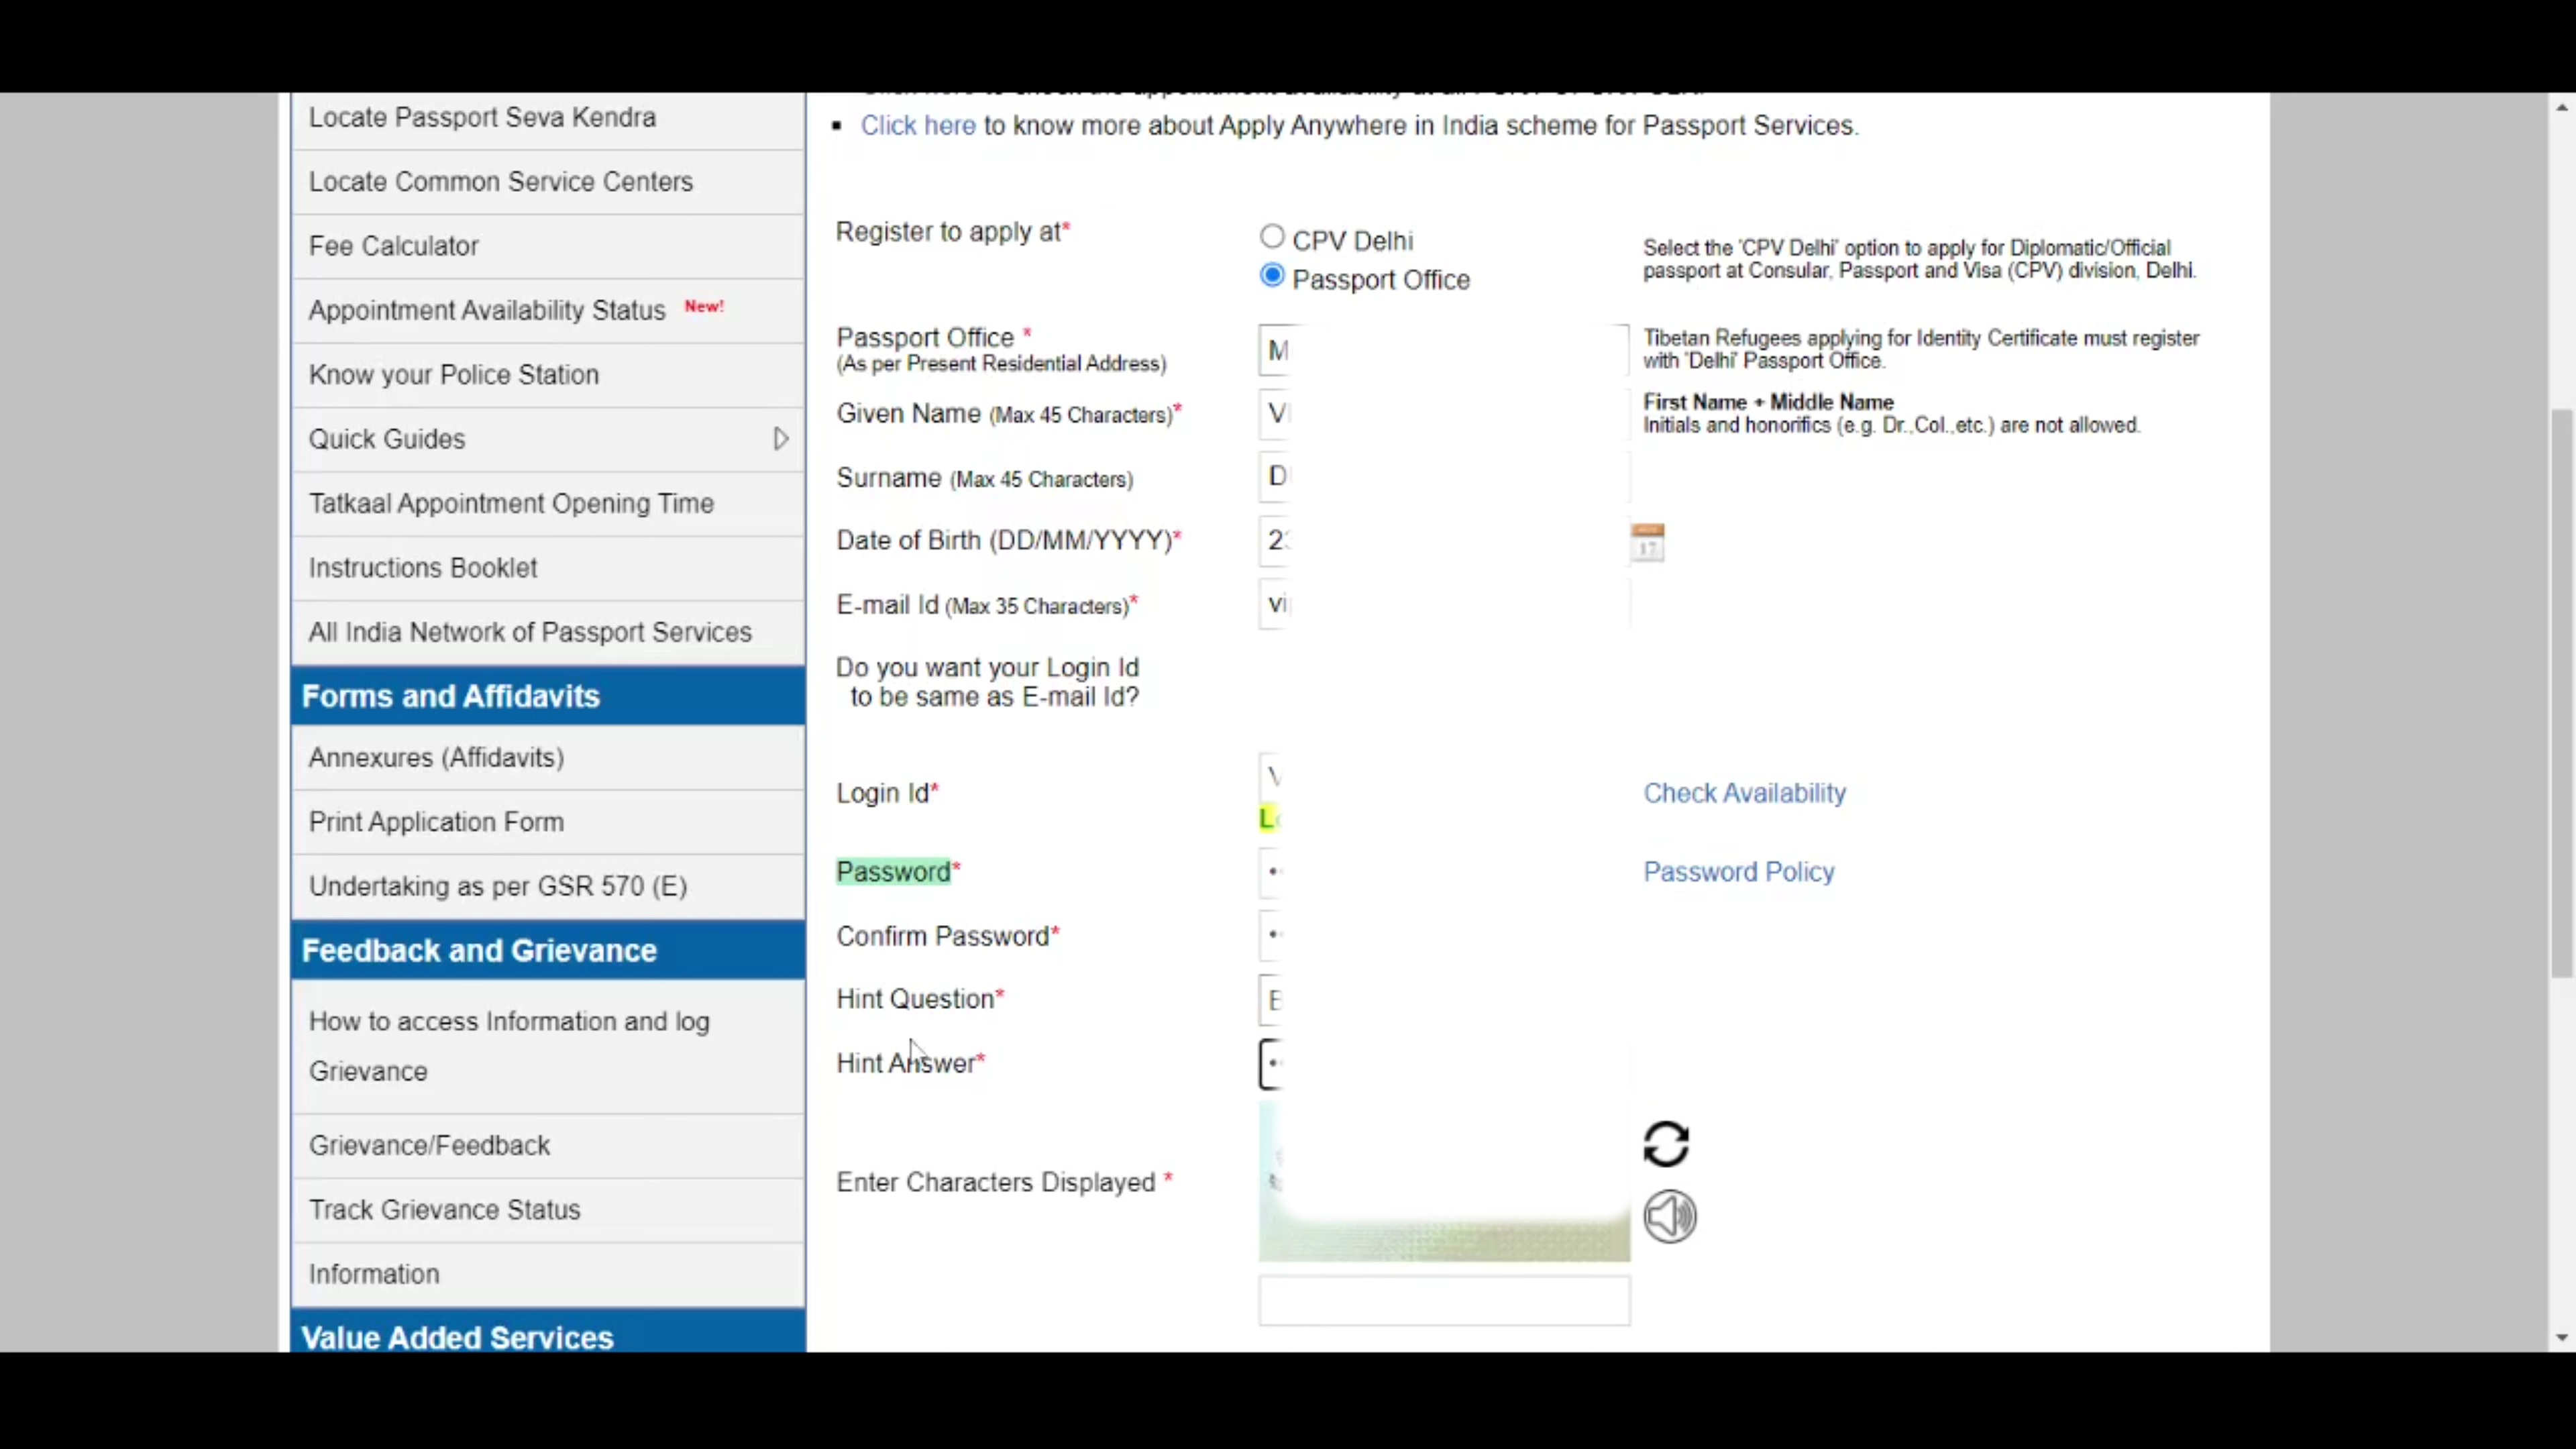 Locate Passport Seva Kendra
Locate Common Service Centers
Fee Calculator
Appointment Availability Status New!
Know your Police Station
Quick Guides
Tatkaal Appointment Opening Time
Instructions Booklet
All India Network of Passport Services
Forms and Affidavits
Annexures (Affidavits)
Print Application Form
Undertaking as per GSR 570 (E)
Feedback and Grievance
How to access Information and log
Grievance
Grievance/Feedback
Track Grievance Status
Information
Value Added Services
Click here to know more about Apply Anywhere in India scheme for Passport Services.
Register to apply at*
CPV Delhi
Passport Office
Select the 'CPV Delhi' option to apply for Diplomatic/Official
passport at Consular, Passport and Visa (CPV) division, Delhi.
Passport Office *
(As per Present Residential Address)
M
Tibetan Refugees applying for Identity Certificate must register
with 'Delhi' Passport Office.
Given Name (Max 45 Characters)*
V
First Name + Middle Name
Initials and honorifics (e.g. Dr.,Col.,etc.) are not allowed.
Surname (Max 45 Characters)
D
Date of Birth (DD/MM/YYYY)*
2
17
E-mail Id (Max 35 Characters)*
vi
Do you want your Login Id
to be same as E-mail Id?
Login Id*
V
L
Check Availability
Password*
Password Policy
Confirm Password*
Hint Question*
Hint Answer*
Enter Characters Displayed *